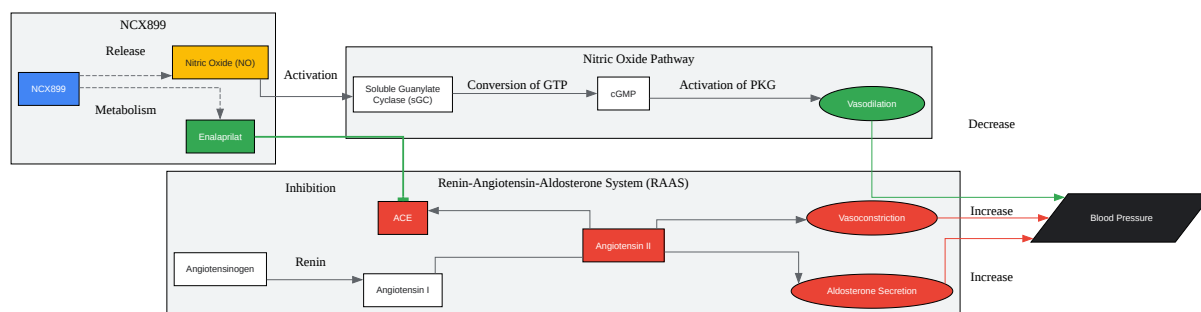 NCX899
Release
Nitric Oxide (NO)
NCX899
Metabolism
Enalaprilat
Activation
Nitric Oxide Pathway
Soluble Guanylate
Cyclase (sGC)
Conversion of GTP
cGMP
Activation of PKG
Vasodilation
Decrease
Renin-Angiotensin-Aldosterone System (RAAS)
Inhibition
ACE
Angiotensinogen
Renin
Angiotensin I
Angiotensin II
Vasoconstriction
Aldosterone Secretion
Increase
Increase
Blood Pressure